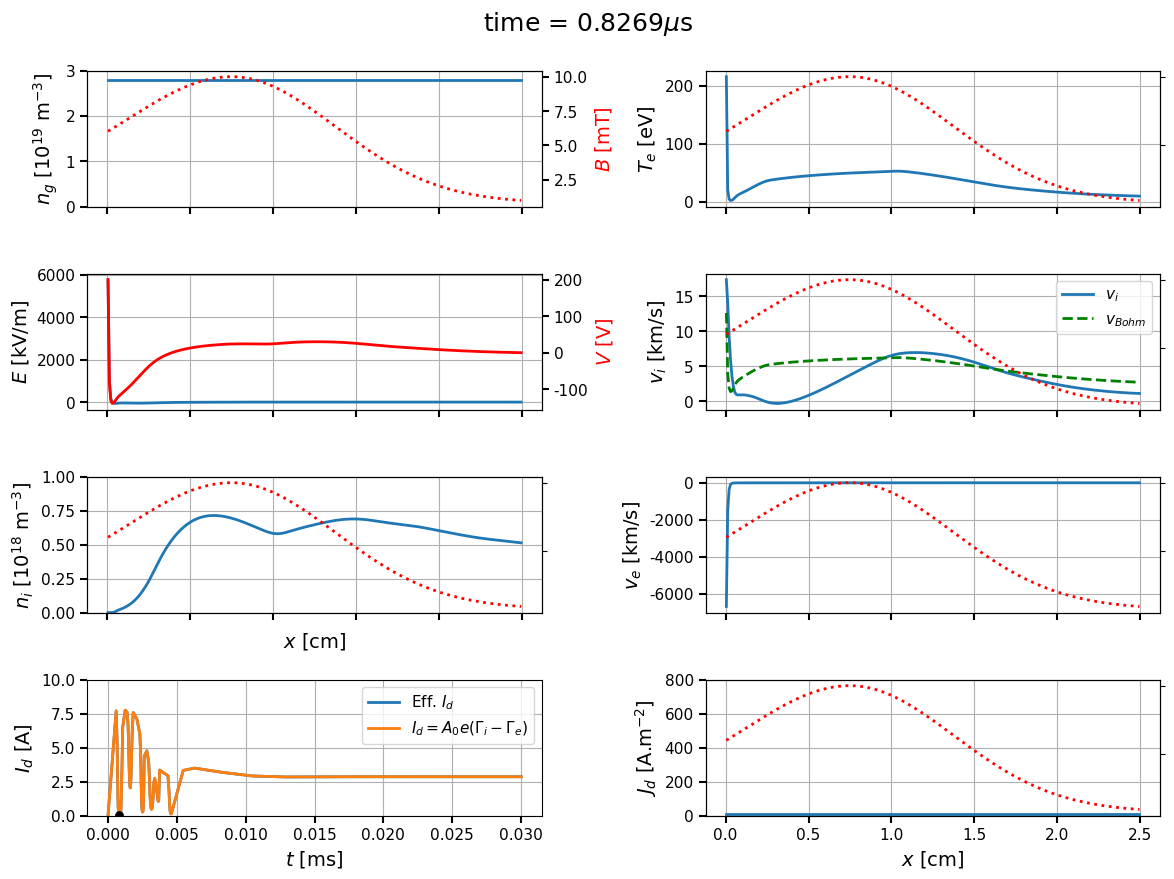 time = 0.8269μs
n_g [10^19 m^−3]
3
2
1
0
10.0
7.5
5.0
2.5
B [mT]
T_e [eV]
200
100
0
E [kV/m]
6000
4000
2000
0
200
100
0
-100
V [V]
v_i [km/s]
15
10
5
0
v_i
v_Bohm
n_i [10^18 m^−3]
1.00
0.75
0.50
0.25
0.00
x [cm]
v_e [km/s]
0
-2000
-4000
-6000
I_d [A]
10.0
7.5
5.0
2.5
0.0
Eff. I_d
I_d = A_0e(Γ_i − Γ_e)
0.000 0.005 0.010 0.015 0.020 0.025 0.030
t [ms]
J_d [A.m^−2]
800
600
400
200
0
0.0 0.5 1.0 1.5 2.0 2.5
x [cm]